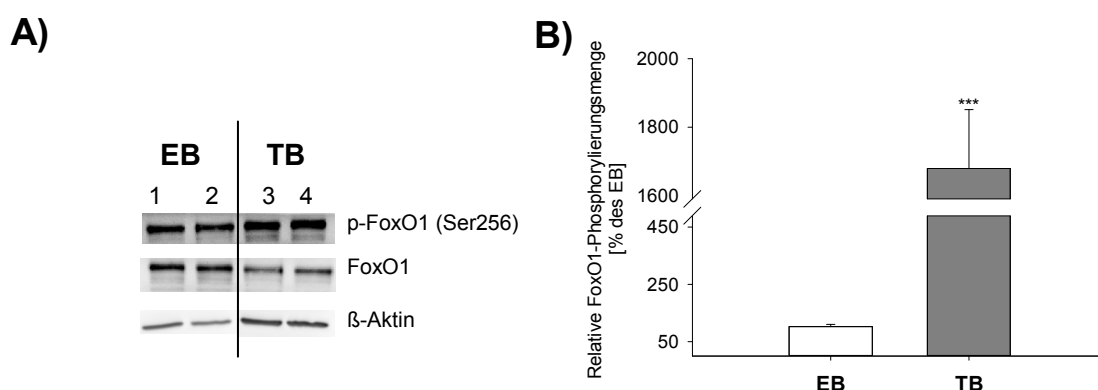 A)
EB TB
1 2 3 4
p-FoxO1 (Ser256)
FoxO1
ß-Aktin
B)
Relative FoxO1-Phosphorylierungsmenge
[% des EB]
2000
1800
1600
450
250
50
***
EB TB